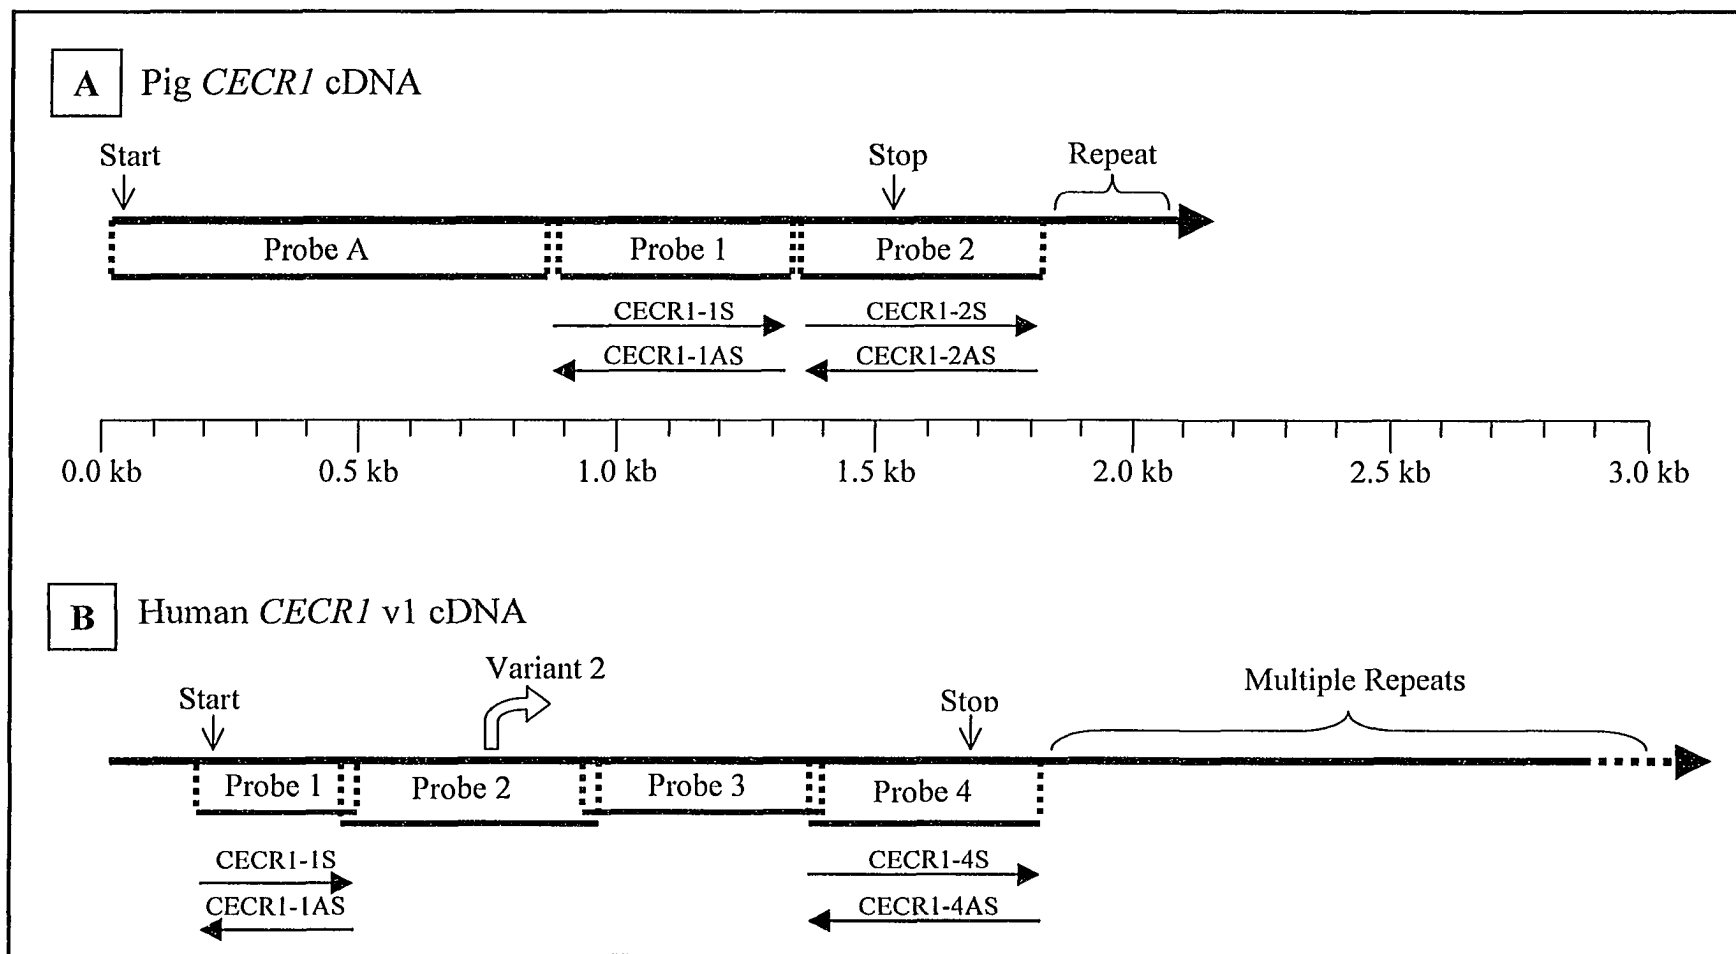 A Pig CECR1 cDNA
Start Stop Repeat
Probe A Probe 1 Probe 2
CECR1-1S CECR1-2S
CECR1-1AS CECR1-2AS
0.0 kb 0.5 kb 1.0 kb 1.5 kb 2.0 kb 2.5 kb 3.0 kb
B Human CECR1 v1 cDNA
Variant 2
Start Stop Multiple Repeats
Probe 1 Probe 2 Probe 3 Probe 4
CECR1-1S CECR1-4S
CECR1-1AS CECR1-4AS